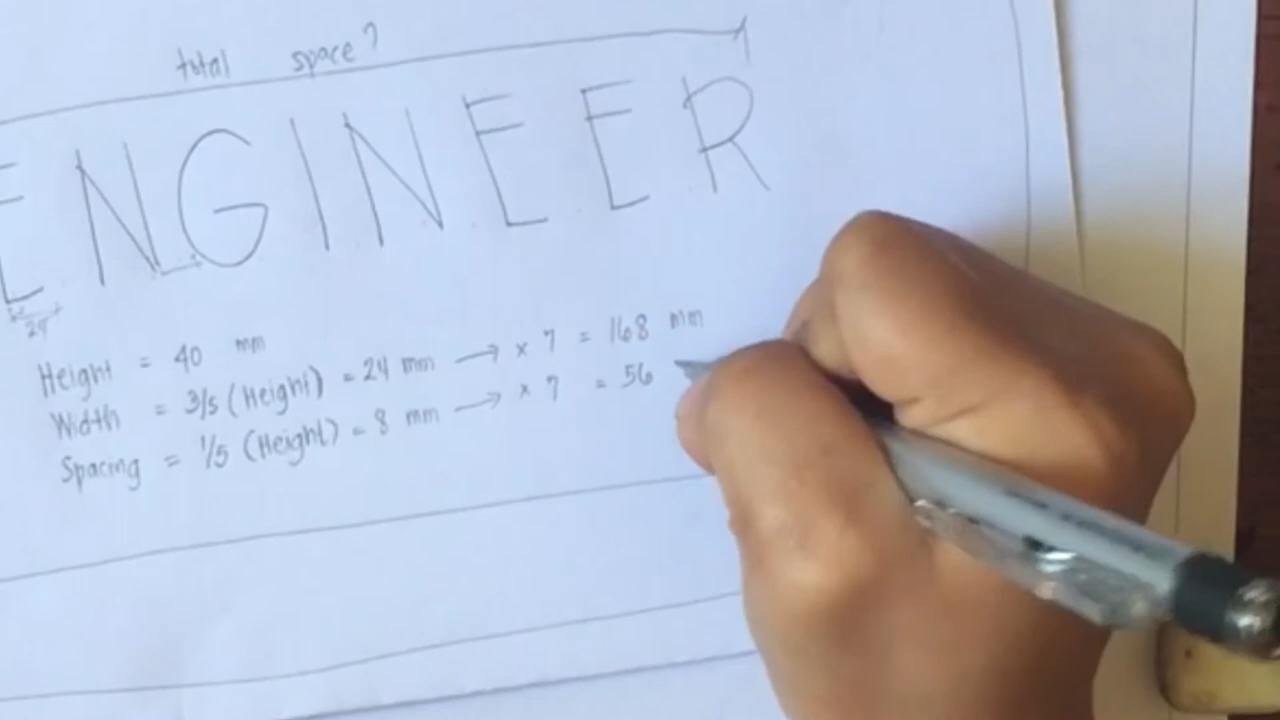 total space?
ENGINEER
24
Height = 40 mm
Width = 3/5 (Height) = 24 mm → × 7 = 168 mm
Spacing = 1/5 (Height) = 8 mm → × 7 = 56